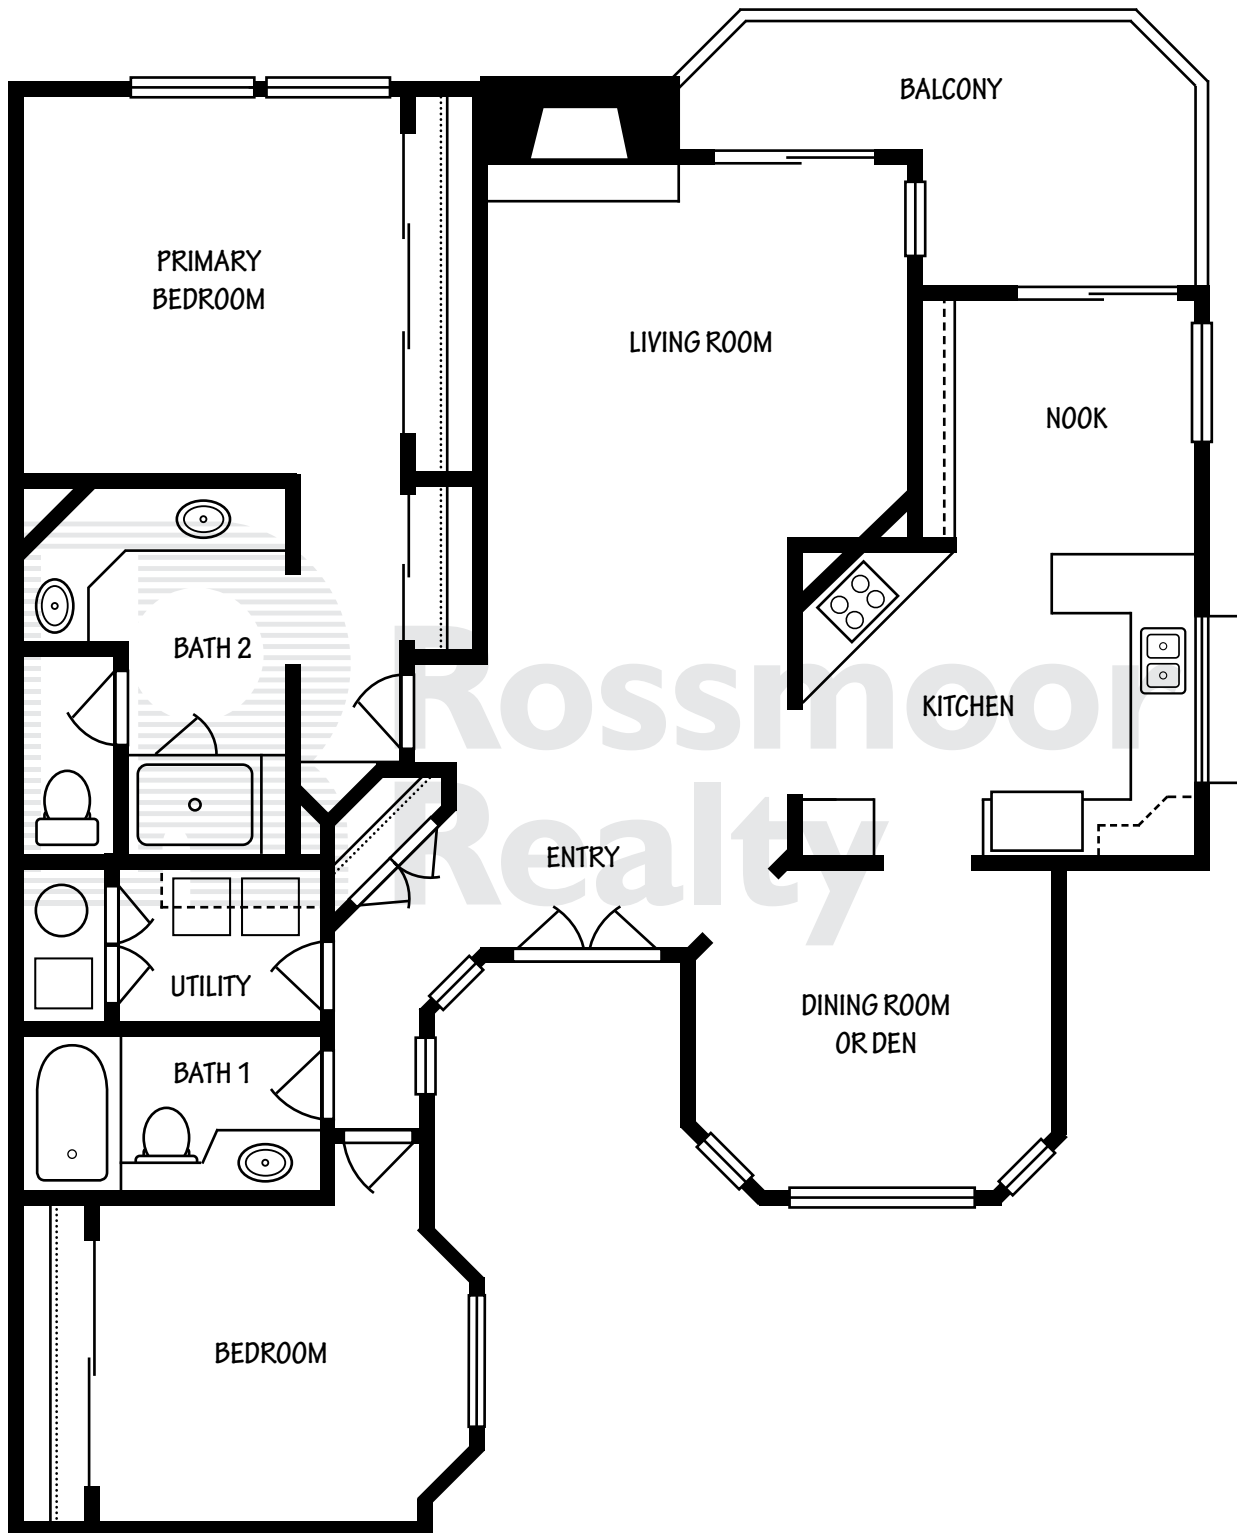 BALCONY
PRIMARY
BEDROOM
LIVING ROOM
NOOK
BATH 2
KITCHEN
Rossmoor
Realty
ENTRY
UTILITY
DINING ROOM
OR DEN
BATH 1
BEDROOM